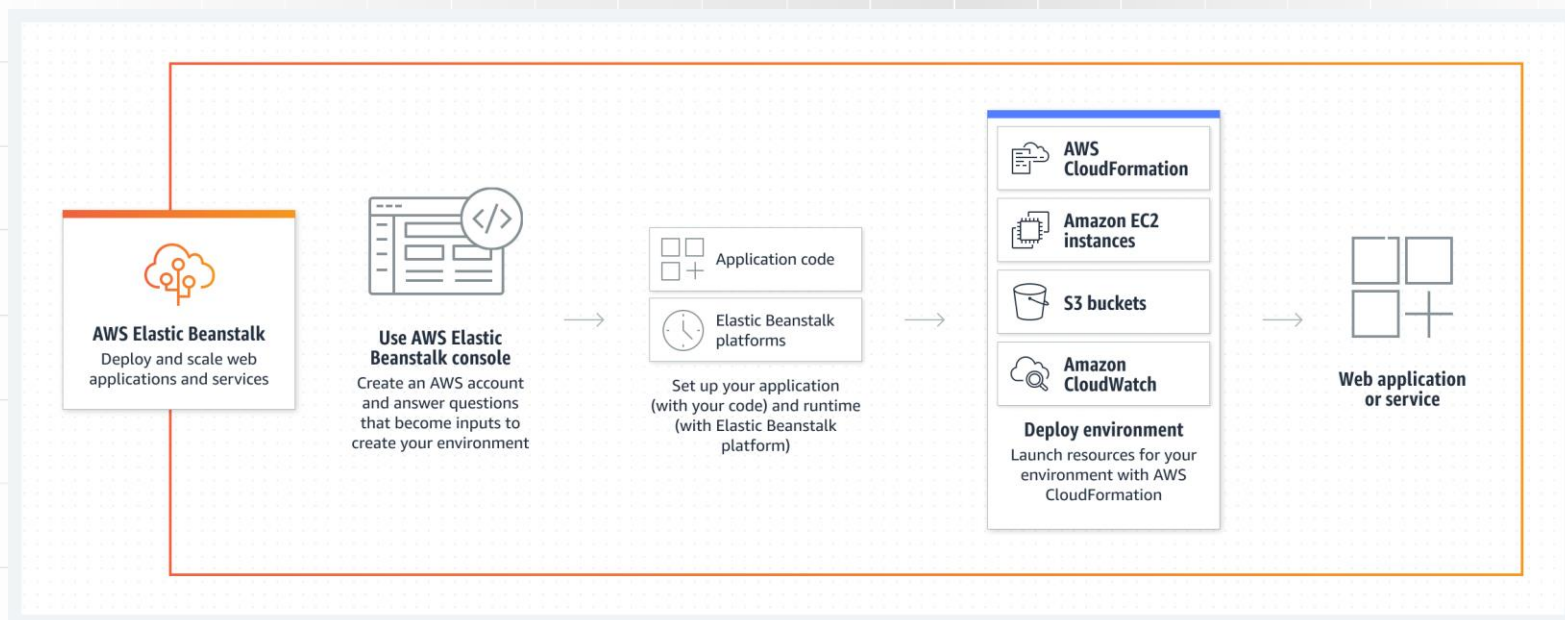 AWS Elastic Beanstalk
Deploy and scale web
applications and services
</>
Use AWS Elastic
Beanstalk console
Create an AWS account
and answer questions
that become inputs to
create your environment
Application code
Elastic Beanstalk
platforms
Set up your application
(with your code) and runtime
(with Elastic Beanstalk
platform)
AWS
CloudFormation
Amazon EC2
instances
S3 buckets
Amazon
CloudWatch
Deploy environment
Launch resources for your
environment with AWS
CloudFormation
Web application
or service